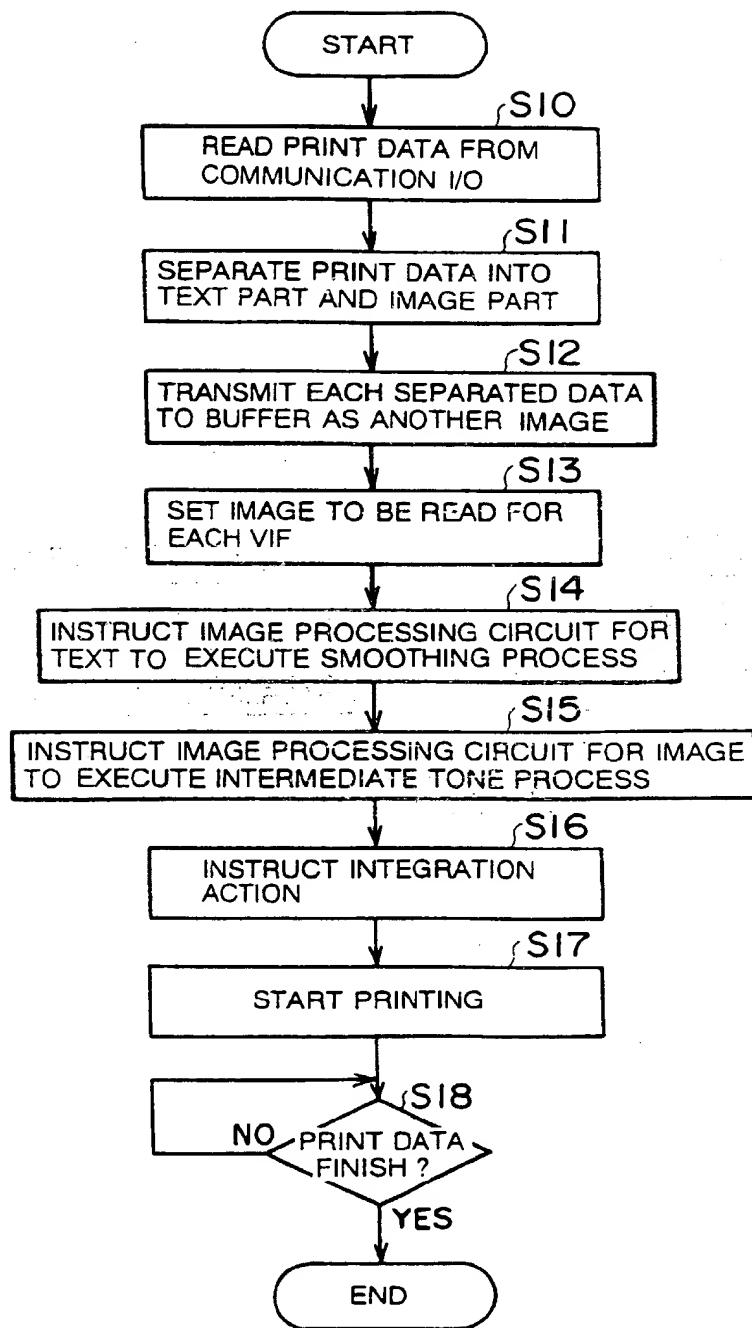 START
S10
READ PRINT DATA FROM
COMMUNICATION I/O
S11
SEPARATE PRINT DATA INTO
TEXT PART AND IMAGE PART
S12
TRANSMIT EACH SEPARATED DATA
TO BUFFER AS ANOTHER IMAGE
S13
SET IMAGE TO BE READ FOR
EACH VIF
S14
INSTRUCT IMAGE PROCESSING CIRCUIT FOR
TEXT TO EXECUTE SMOOTHING PROCESS
S15
INSTRUCT IMAGE PROCESSING CIRCUIT FOR IMAGE
TO EXECUTE INTERMEDIATE TONE PROCESS
S16
INSTRUCT INTEGRATION
ACTION
S17
START PRINTING
S18
NO
PRINT DATA
FINISH ?
YES
END